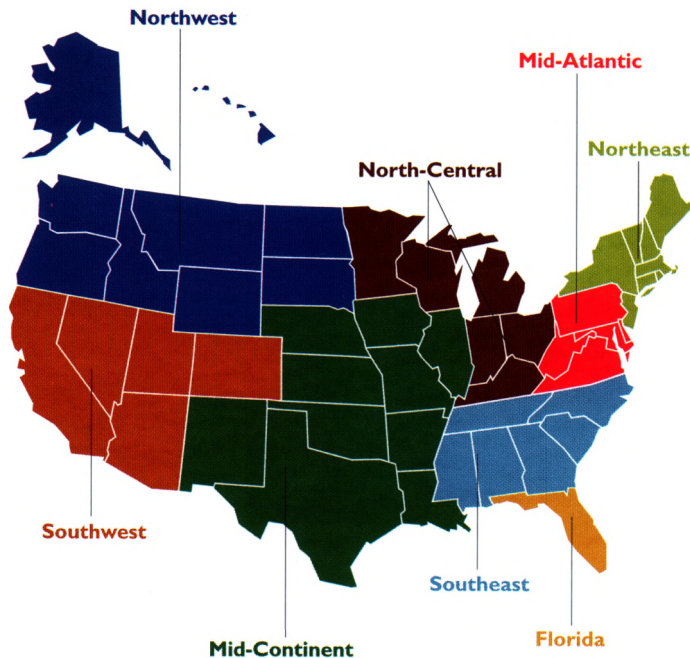 Northwest
Mid-Atlantic
Northeast
North-Central
Southwest
Southeast
Florida
Mid-Continent